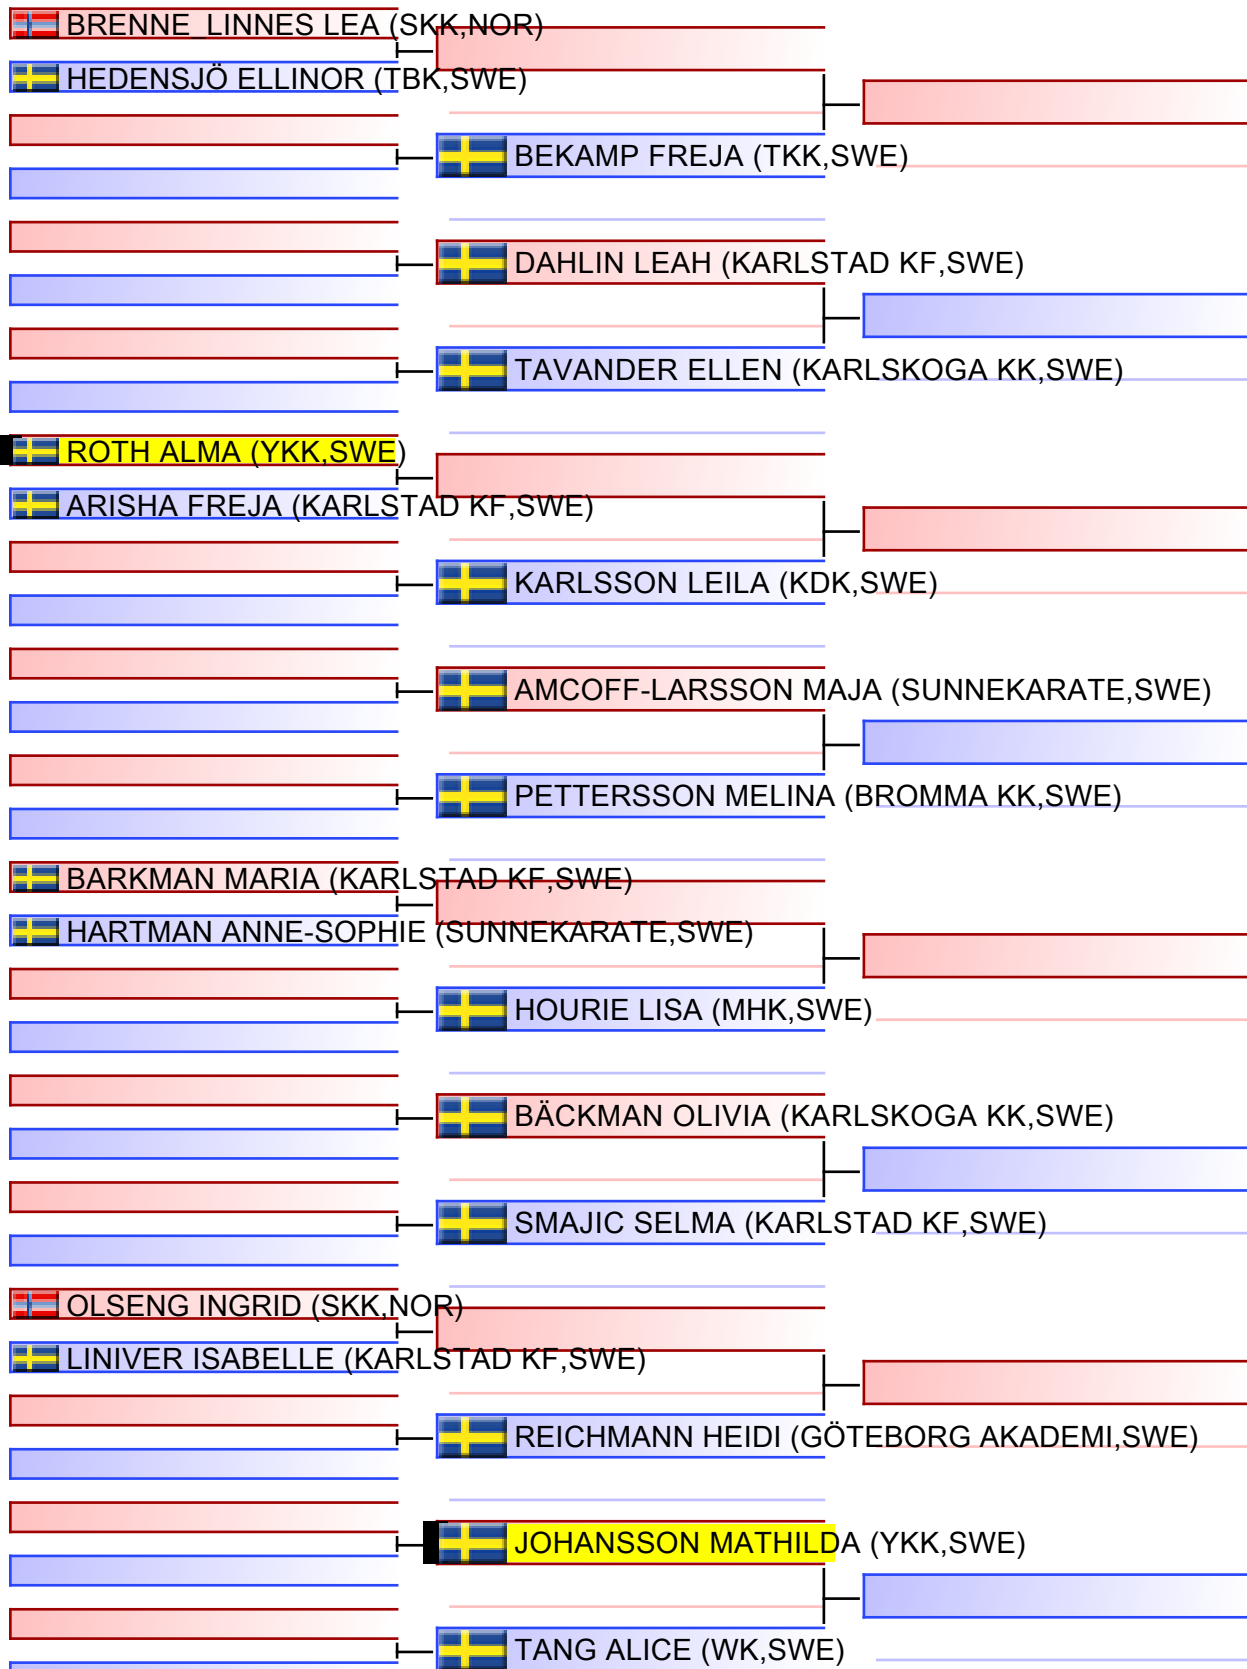 BRENNE_LINNES LEA (SKK,NOR)
HEDENSJÖ ELLINOR (TBK,SWE)
BEKAMP FREJA (TKK,SWE)
DAHLIN LEAH (KARLSTAD KF,SWE)
TAVANDER ELLEN (KARLSKOGA KK,SWE)
ROTH ALMA (YKK,SWE)
ARISHA FREJA (KARLSTAD KF,SWE)
KARLSSON LEILA (KDK,SWE)
AMCOFF-LARSSON MAJA (SUNNEKARATE,SWE)
PETTERSSON MELINA (BROMMA KK,SWE)
BARKMAN MARIA (KARLSTAD KF,SWE)
HARTMAN ANNE-SOPHIE (SUNNEKARATE,SWE)
HOURIE LISA (MHK,SWE)
BÄCKMAN OLIVIA (KARLSKOGA KK,SWE)
SMAJIC SELMA (KARLSTAD KF,SWE)
OLSENG INGRID (SKK,NOR)
LINIVER ISABELLE (KARLSTAD KF,SWE)
REICHMANN HEIDI (GÖTEBORG AKADEMI,SWE)
JOHANSSON MATHILDA (YKK,SWE)
TANG ALICE (WK,SWE)